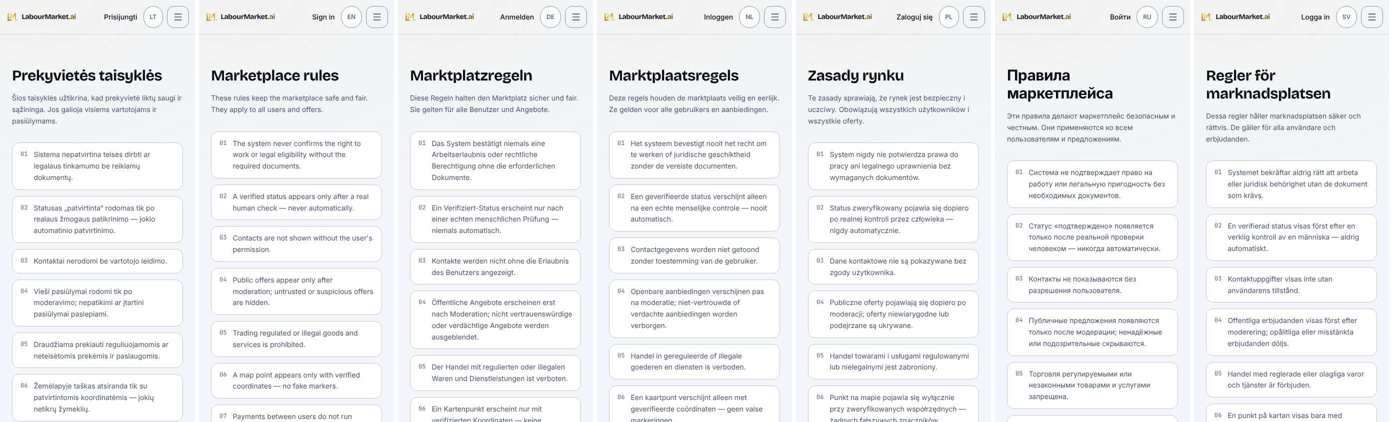 LabourMarket.ai
Prisijungti
LT
Prekyvietės taisyklės
Šios taisyklės užtikrina, kad prekyvietė liktų saugi ir
sąžininga. Jos galioja visiems vartotojams ir
pasiūlymams.
01 Sistema nepatvirtina teisės dirbti ar
legalaus tinkamumo be reikiamų
dokumentų.
02 Statusas „patvirtinta“ rodomas tik po
realaus žmogaus patikrinimo — jokio
automatinio patvirtinimo.
03 Kontaktai nerodomi be vartotojo leidimo.
04 Vieši pasiūlymai rodomi tik po
moderavimo; nepatikimi ar įtartini
pasiūlymai paslepiami.
05 Draudžiama prekiauti reguliuojamomis ar
neteisėtomis prekėmis ir paslaugomis.
06 Žemėlapyje taškas atsiranda tik su
patvirtintomis koordinatėmis — jokių
netikrų žymeklių.
LabourMarket.ai
Sign in
EN
Marketplace rules
These rules keep the marketplace safe and fair.
They apply to all users and offers.
01 The system never confirms the right to
work or legal eligibility without the
required documents.
02 A verified status appears only after a real
human check — never automatically.
03 Contacts are not shown without the user's
permission.
04 Public offers appear only after
moderation; untrusted or suspicious offers
are hidden.
05 Trading regulated or illegal goods and
services is prohibited.
06 A map point appears only with verified
coordinates — no fake markers.
07 Payments between users do not run
LabourMarket.ai
Anmelden
DE
Marktplatzregeln
Diese Regeln halten den Marktplatz sicher und fair.
Sie gelten für alle Benutzer und Angebote.
01 Das System bestätigt niemals eine
Arbeitserlaubnis oder rechtliche
Berechtigung ohne die erforderlichen
Dokumente.
02 Ein Verifiziert-Status erscheint nur nach
einer echten menschlichen Prüfung —
niemals automatisch.
03 Kontakte werden nicht ohne die Erlaubnis
des Benutzers angezeigt.
04 Öffentliche Angebote erscheinen erst
nach Moderation; nicht vertrauenswürdige
oder verdächtige Angebote werden
ausgeblendet.
05 Der Handel mit regulierten oder illegalen
Waren und Dienstleistungen ist verboten.
06 Ein Kartenpunkt erscheint nur mit
verifizierten Koordinaten — keine
LabourMarket.ai
Inloggen
NL
Marktplaatsregels
Deze regels houden de marktplaats veilig en eerlijk.
Ze gelden voor alle gebruikers en aanbiedingen.
01 Het systeem bevestigt nooit het recht om
te werken of juridische geschiktheid
zonder de vereiste documenten.
02 Een geverifieerde status verschijnt alleen
na een echte menselijke controle — nooit
automatisch.
03 Contactgegevens worden niet getoond
zonder toestemming van de gebruiker.
04 Openbare aanbiedingen verschijnen pas
na moderatie; niet-vertrouwde of
verdachte aanbiedingen worden
verborgen.
05 Handel in gereguleerde of illegale
goederen en diensten is verboden.
06 Een kaartpunt verschijnt alleen met
geverifieerde coördinaten — geen valse
markeringen.
LabourMarket.ai
Zaloguj się
PL
Zasady rynku
Te zasady sprawiają, że rynek jest bezpieczny i
uczciwy. Obowiązują wszystkich użytkowników i
wszystkie oferty.
01 System nigdy nie potwierdza prawa do
pracy ani legalnego uprawnienia bez
wymaganych dokumentów.
02 Status zweryfikowany pojawia się dopiero
po realnej kontroli przez człowieka —
nigdy automatycznie.
03 Dane kontaktowe nie są pokazywane bez
zgody użytkownika.
04 Publiczne oferty pojawiają się dopiero po
moderacji; oferty niewiarygodne lub
podejrzane są ukrywane.
05 Handel towarami i usługami regulowanymi
lub nielegalnymi jest zabroniony.
06 Punkt na mapie pojawia się wyłącznie
przy zweryfikowanych współrzędnych —
żadnych fałszywych znaczników.
LabourMarket.ai
Войти
RU
Правила
маркетплейса
Эти правила делают маркетплейс безопасным и
честным. Они применяются ко всем
пользователям и предложениям.
01 Система не подтверждает право на
работу или легальную пригодность без
необходимых документов.
02 Статус «подтверждено» появляется
только после реальной проверки
человеком — никогда автоматически.
03 Контакты не показываются без
разрешения пользователя.
04 Публичные предложения появляются
только после модерации; ненадёжные
или подозрительные скрываются.
05 Торговля регулируемыми или
незаконными товарами и услугами
запрещена.
LabourMarket.ai
Logga in
SV
Regler för
marknadsplatsen
Dessa regler håller marknadsplatsen säker och
rättvis. De gäller för alla användare och
erbjudanden.
01 Systemet bekräftar aldrig rätt att arbeta
eller juridisk behörighet utan de dokument
som krävs.
02 En verifierad status visas först efter en
verklig kontroll av en människa — aldrig
automatiskt.
03 Kontaktuppgifter visas inte utan
användarens tillstånd.
04 Offentliga erbjudanden visas först efter
moderering; opålitliga eller misstänkta
erbjudanden döljs.
05 Handel med reglerade eller olagliga varor
och tjänster är förbjuden.
06 En punkt på kartan visas bara med